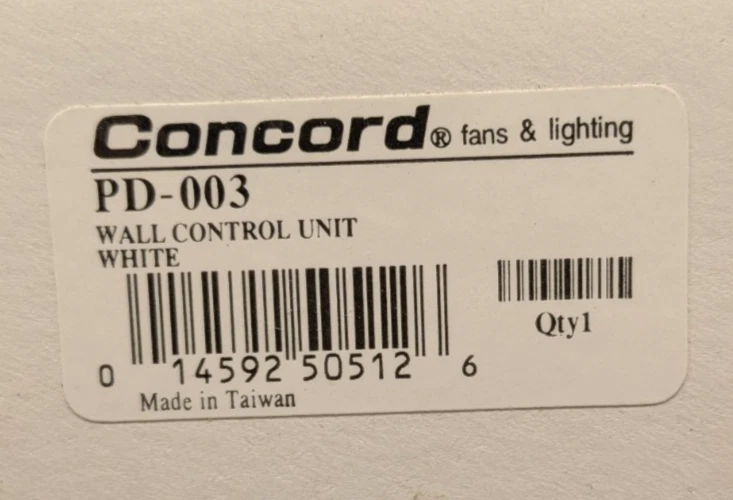 Concord® fans & lighting
PD-003
WALL CONTROL UNIT
WHITE
Qty1
0 14592 50512 6
Made in Taiwan